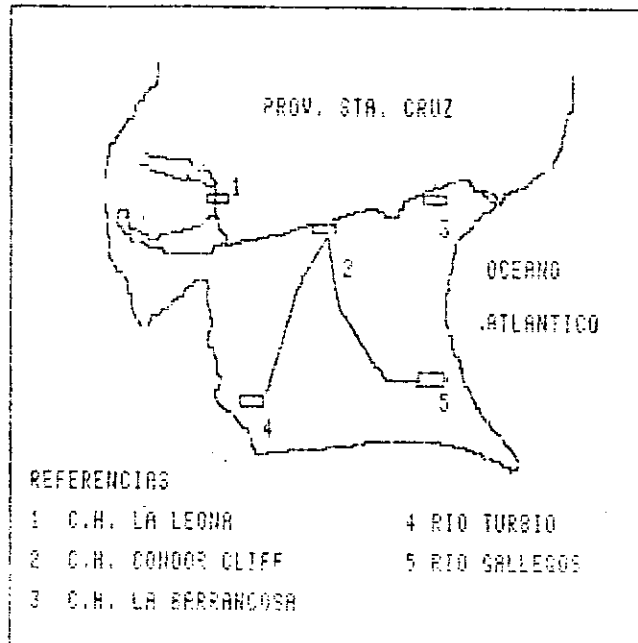 PROV. STA. CRUZ
1
3
2
OCEANO
ATLANTICO
4
5
REFERENCIAS
1 C.H. LA LEONA
4 RIO TURBIO
2 C.H. CONDOR CLIFF
5 RIO GALLEGOS
3 C.H. LA BARRANCOSA